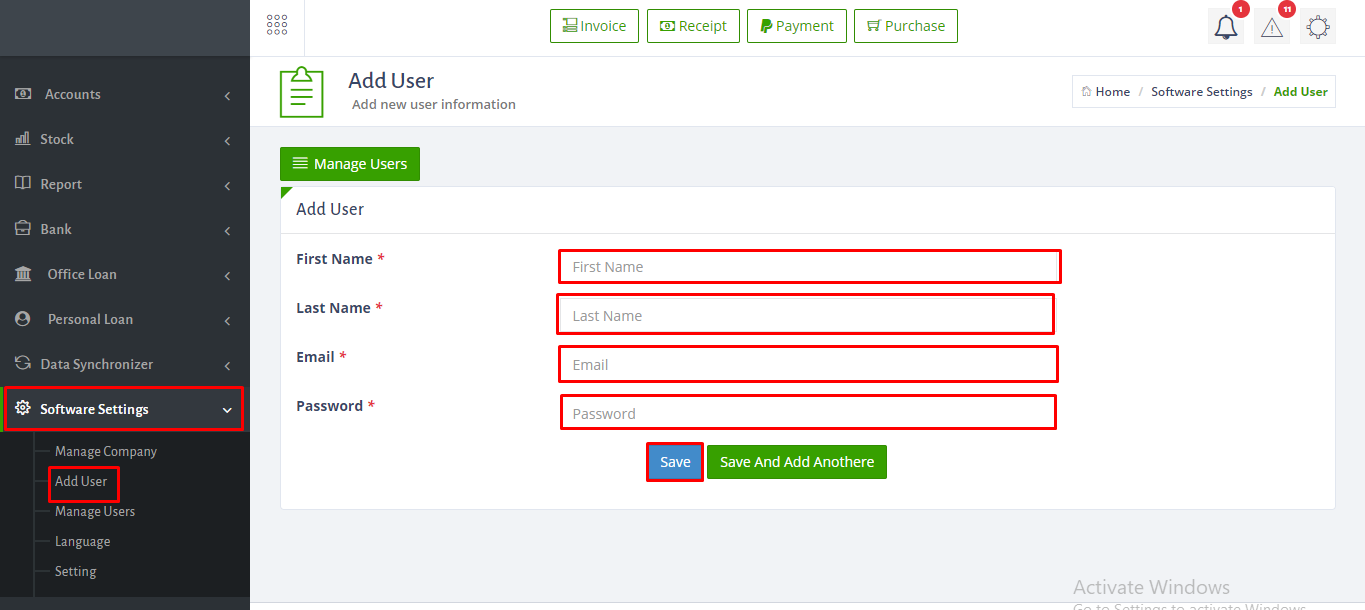 Invoice
Receipt
Payment
Purchase
1
11
Accounts
Stock
Report
Bank
Office Loan
Personal Loan
Data Synchronizer
Software Settings
Manage Company
Add User
Manage Users
Language
Setting
Add User
Add new user information
Home / Software Settings / Add User
Manage Users
Add User
First Name *
First Name
Last Name *
Last Name
Email *
Email
Password *
Password
Save
Save And Add Anothere
Activate Windows
Go to Settings to activate Windows.